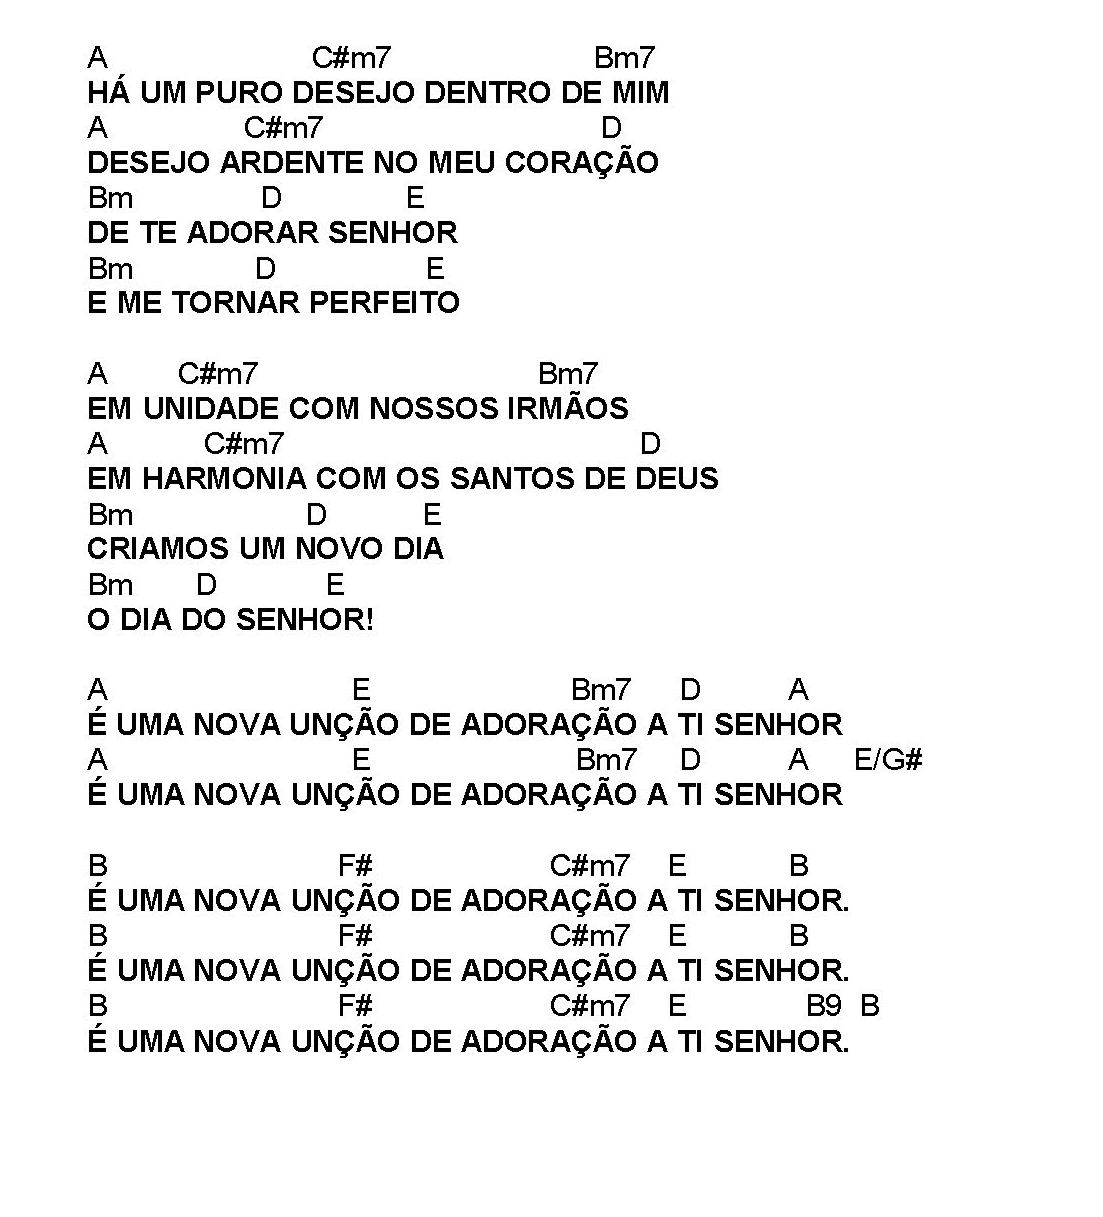 A C#m7 Bm7
HÁ UM PURO DESEJO DENTRO DE MIM
A C#m7 D
DESEJO ARDENTE NO MEU CORAÇÃO
Bm D E
DE TE ADORAR SENHOR
Bm D E
E ME TORNAR PERFEITO
A C#m7 Bm7
EM UNIDADE COM NOSSOS IRMÃOS
A C#m7 D
EM HARMONIA COM OS SANTOS DE DEUS
Bm D E
CRIAMOS UM NOVO DIA
Bm D E
O DIA DO SENHOR!
A E Bm7 D A
É UMA NOVA UNÇÃO DE ADORAÇÃO A TI SENHOR
A E Bm7 D A E/G#
É UMA NOVA UNÇÃO DE ADORAÇÃO A TI SENHOR
B F# C#m7 E B
É UMA NOVA UNÇÃO DE ADORAÇÃO A TI SENHOR.
B F# C#m7 E B
É UMA NOVA UNÇÃO DE ADORAÇÃO A TI SENHOR.
B F# C#m7 E B9 B
É UMA NOVA UNÇÃO DE ADORAÇÃO A TI SENHOR.